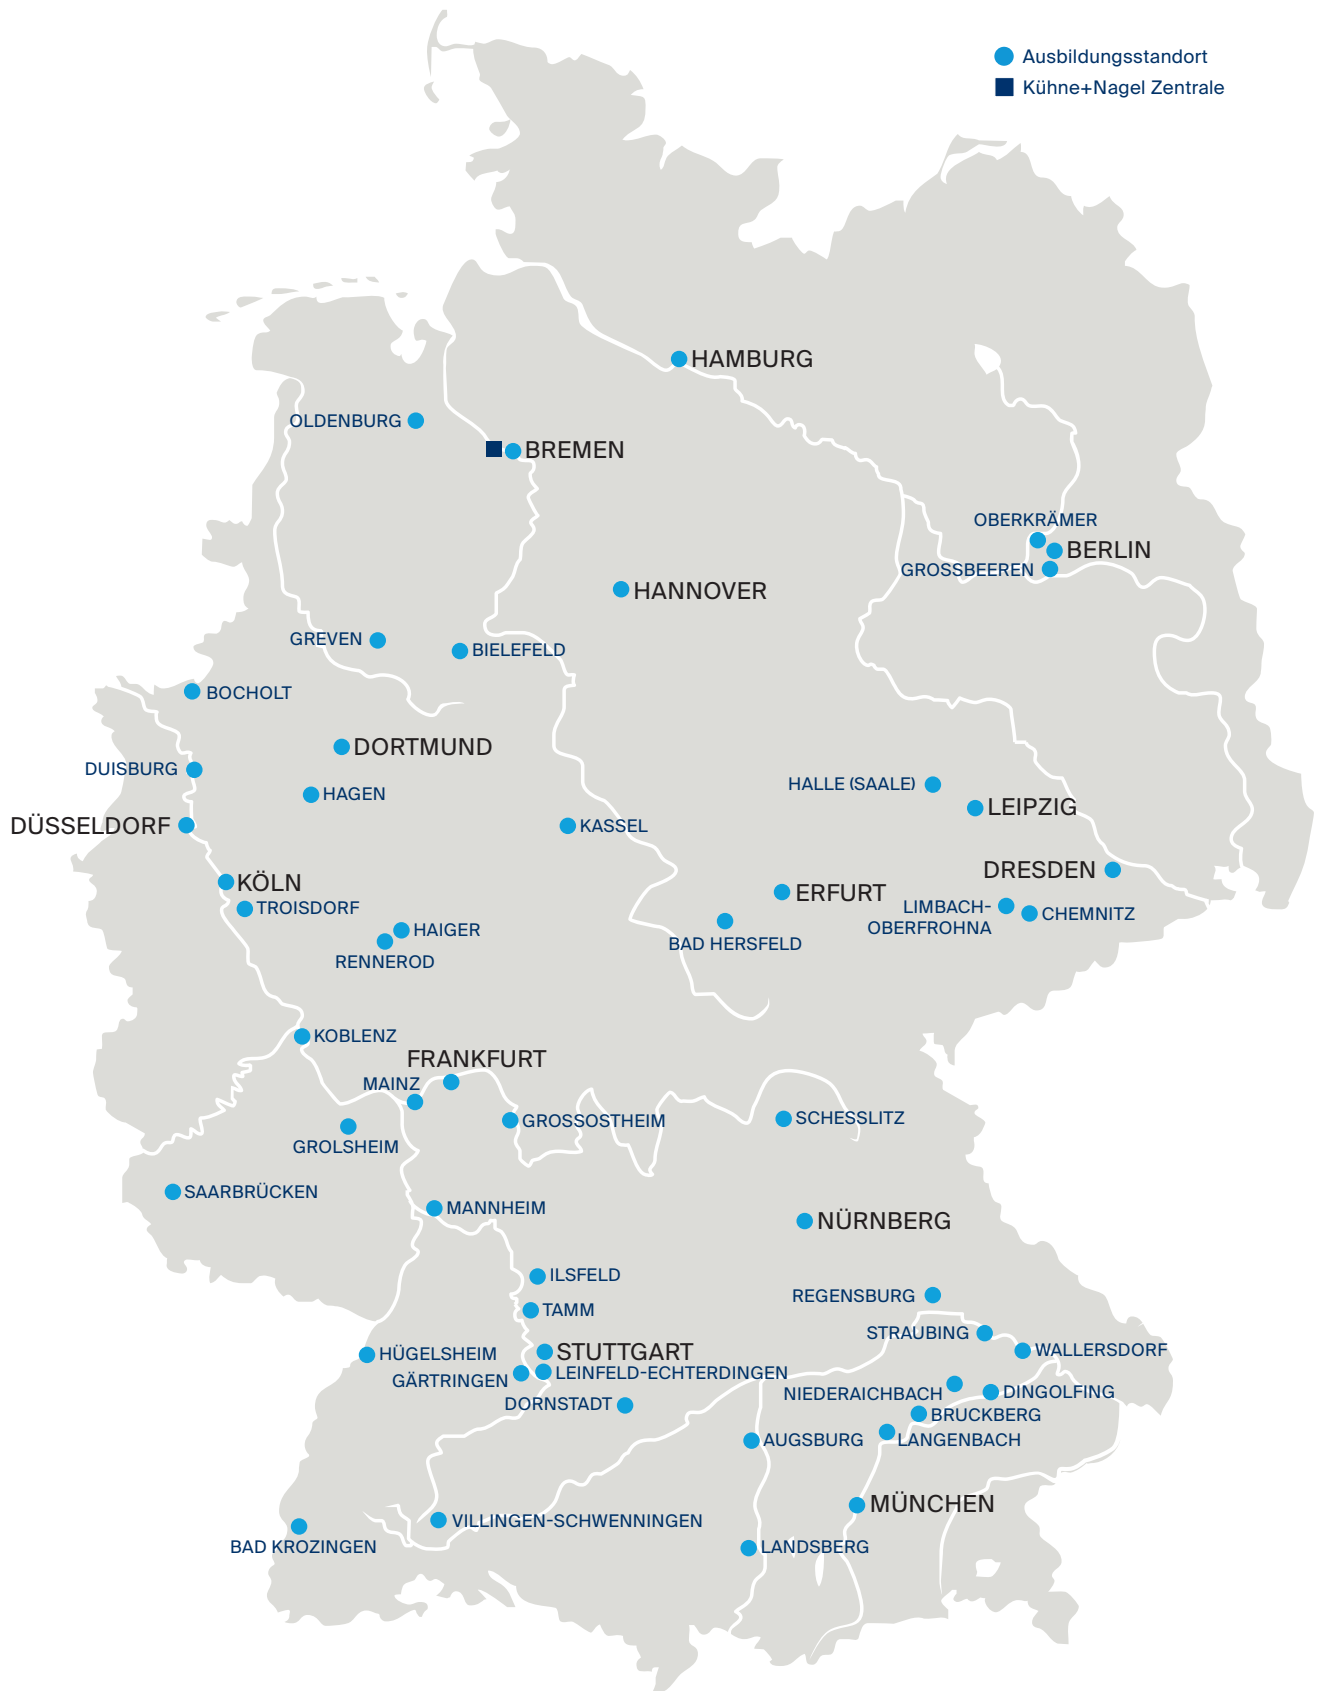 Ausbildungsstandort
Kühne+Nagel Zentrale
HAMBURG
OLDENBURG
BREMEN
OBERKRÄMER
BERLIN
GROSSBEEREN
HANNOVER
GREVEN
BIELEFELD
BOCHOLT
DORTMUND
DUISBURG
HAGEN
HALLE (SAALE)
LEIPZIG
DÜSSELDORF
KASSEL
DRESDEN
KÖLN
ERFURT
TROISDORF
LIMBACH-
OBERFROHNA
CHEMNITZ
HAIGER
BAD HERSFELD
RENNEROD
KOBLENZ
FRANKFURT
MAINZ
GROSSOSTHEIM
SCHESSLITZ
GROLSHEIM
SAARBRÜCKEN
MANNHEIM
NÜRNBERG
ILSFELD
REGENSBURG
TAMM
STRAUBING
WALLERSDORF
HÜGELSHEIM
STUTTGART
LEINFELD-ECHTERDINGEN
GÄRTRINGEN
NIEDERAICHBACH
DINGOLFING
DORNSTADT
BRUCKBERG
AUGSBURG
LANGENBACH
MÜNCHEN
VILLINGEN-SCHWENNINGEN
BAD KROZINGEN
LANDSBERG